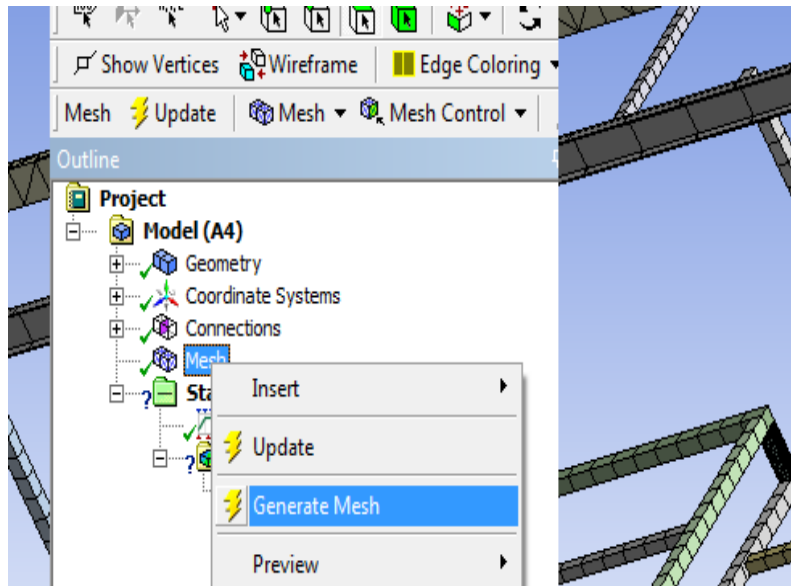 Show Vertices Wireframe Edge Coloring
Mesh Update Mesh Mesh Control
Outline
Project
Model (A4)
Geometry
Coordinate Systems
Connections
Mesh
Insert
Update
Generate Mesh
Preview